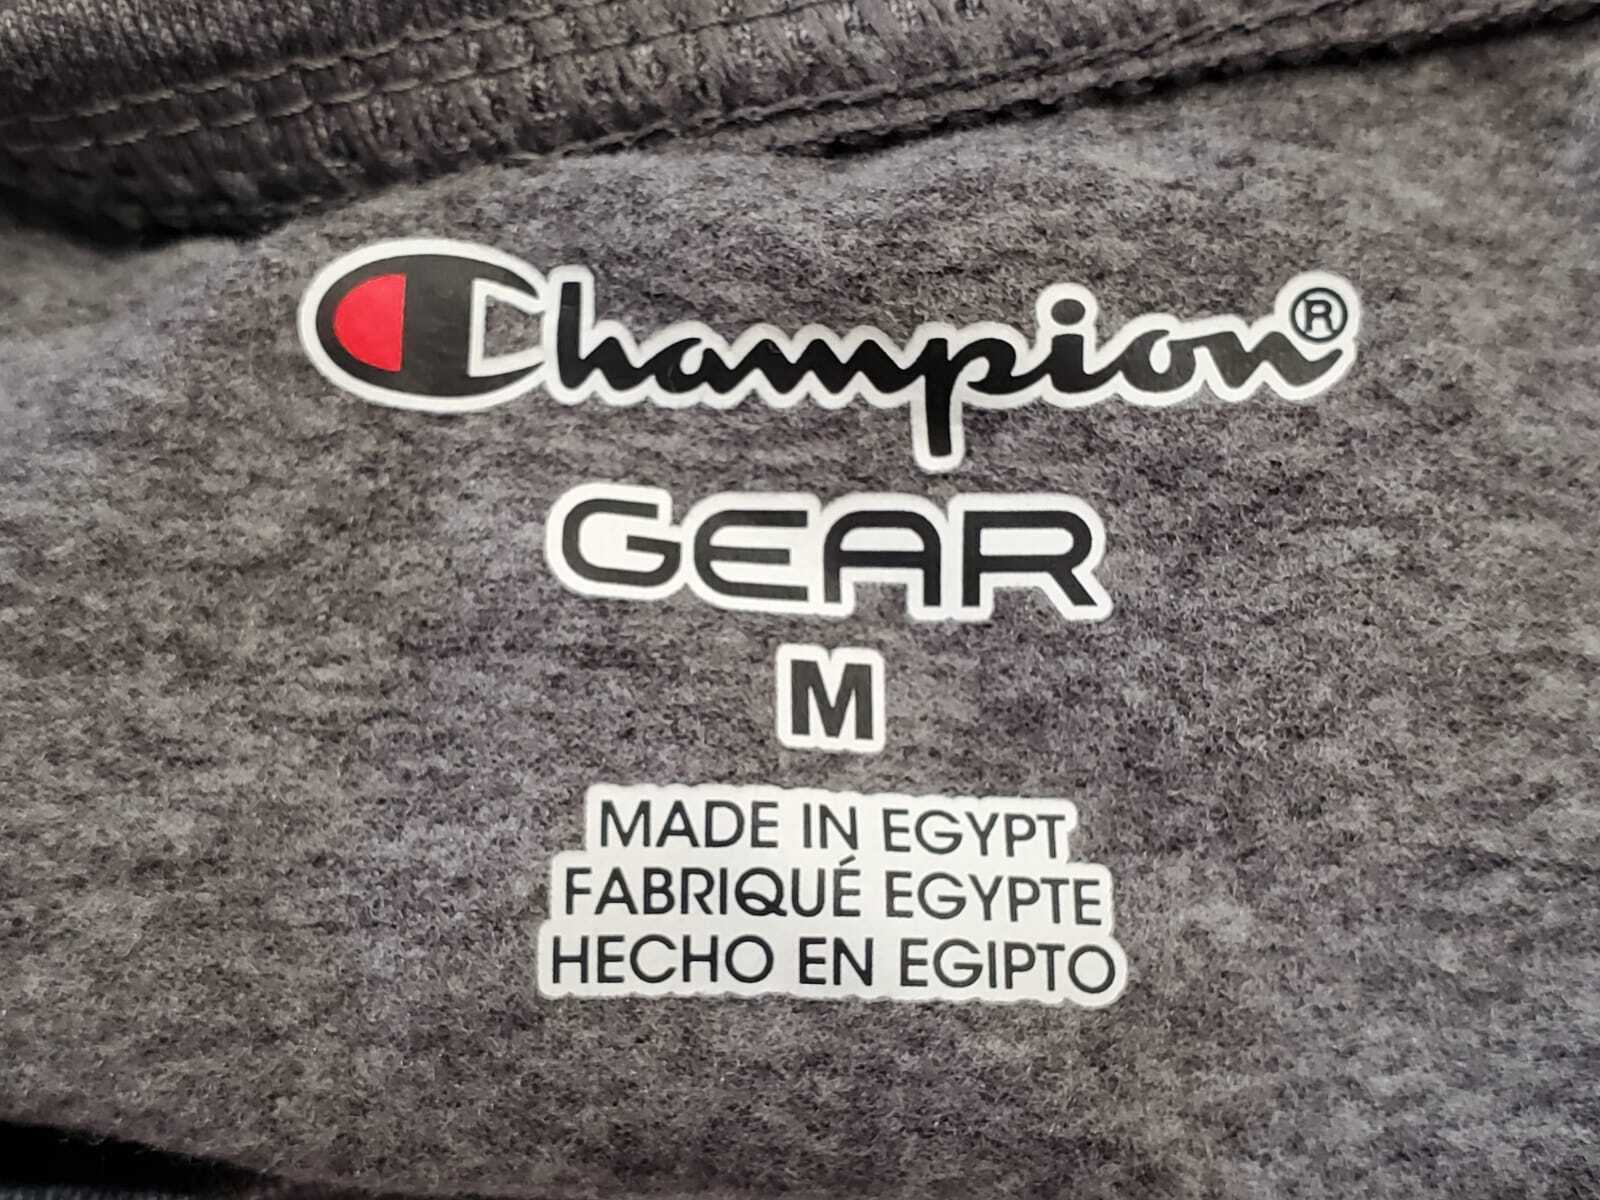 Champion®
GEAR
M
MADE IN EGYPT
FABRIQUÉ EGYPTE
HECHO EN EGIPTO